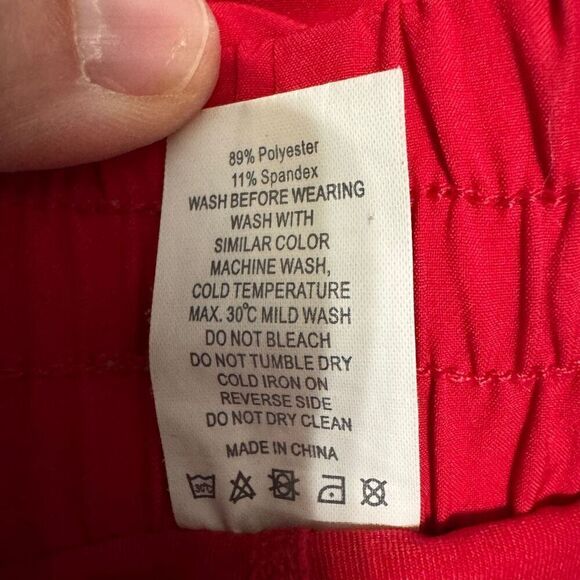 89% Polyester
11% Spandex
WASH BEFORE WEARING
WASH WITH
SIMILAR COLOR
MACHINE WASH,
COLD TEMPERATURE
MAX. 30℃ MILD WASH
DO NOT BLEACH
DO NOT TUMBLE DRY
COLD IRON ON
REVERSE SIDE
DO NOT DRY CLEAN
MADE IN CHINA
30℃